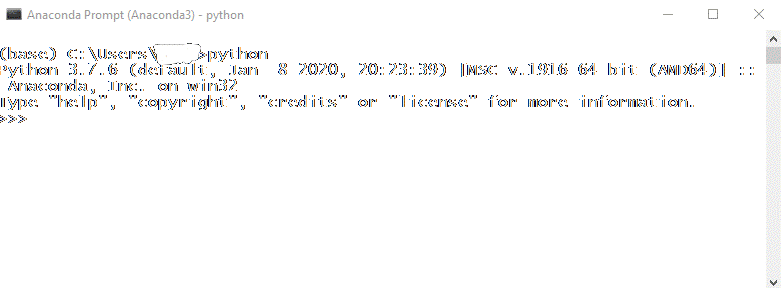 Anaconda Prompt (Anaconda3) - python
(base) C:\Users\ >python
Python 3.7.6 (default, Jan  8 2020, 20:23:39) [MSC v.1916 64 bit (AMD64)] ::
 Anaconda, Inc. on win32
Type "help", "copyright", "credits" or "license" for more information.
>>>